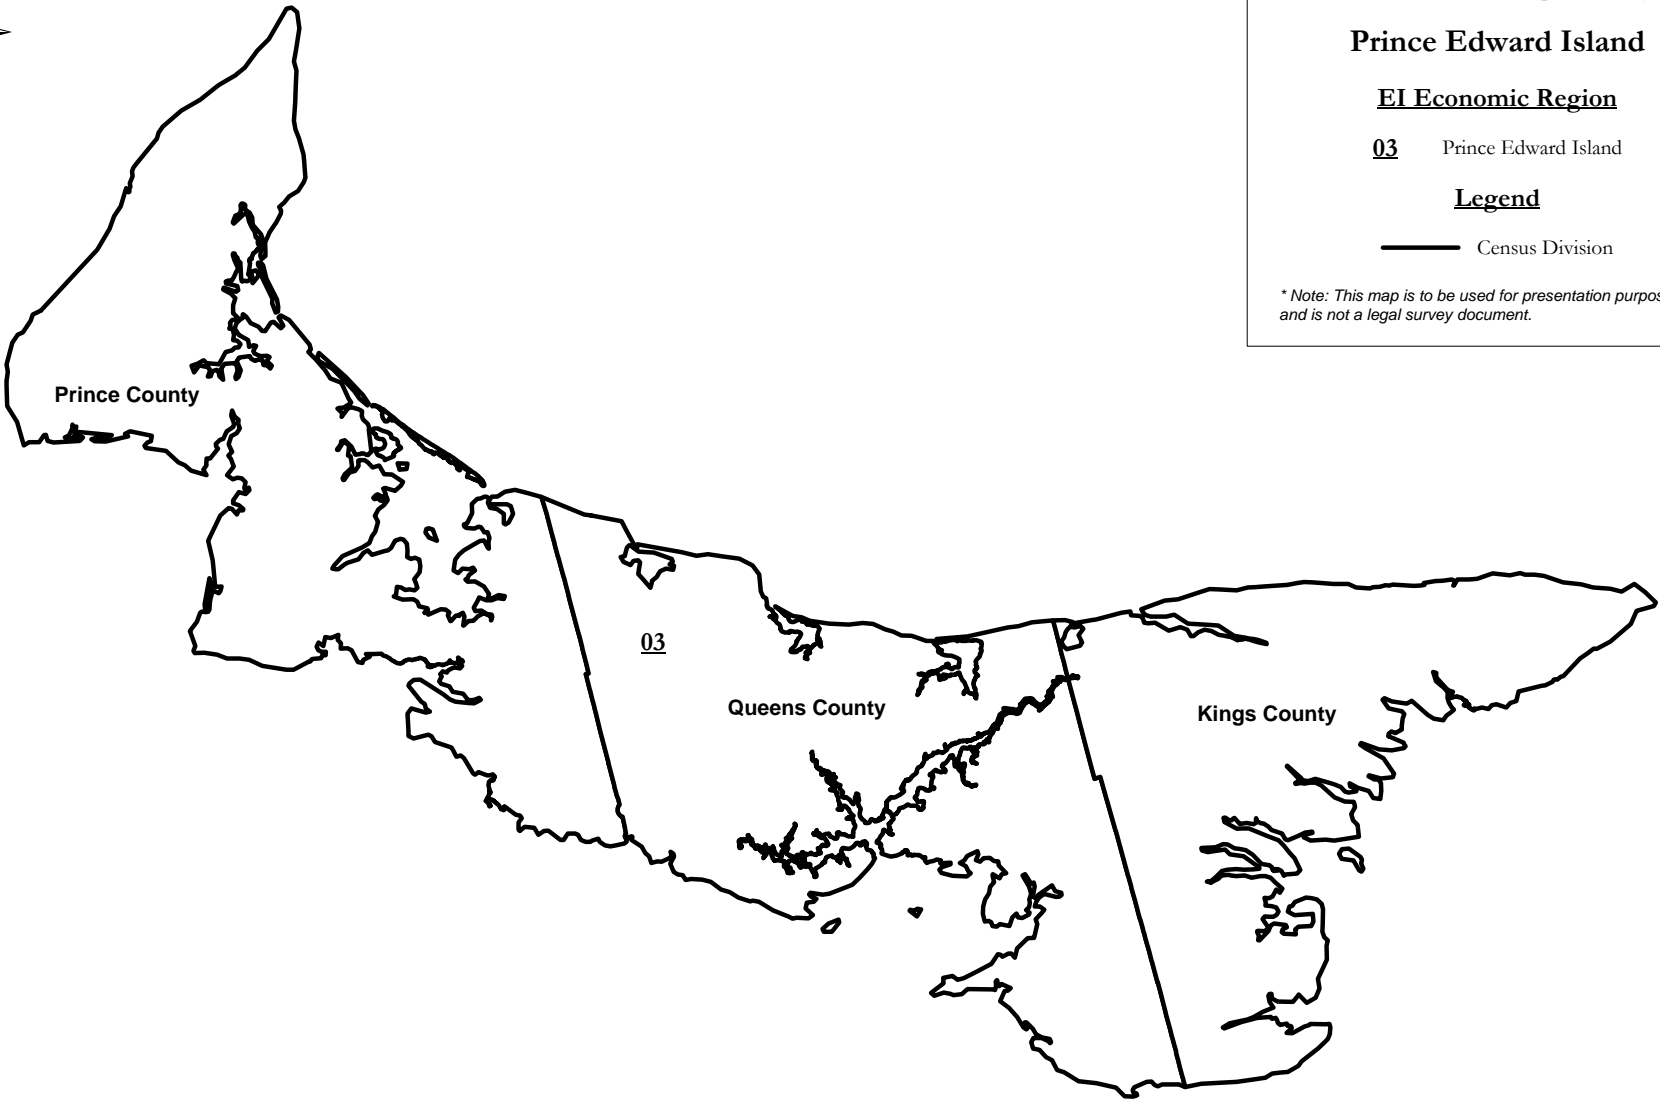 Prince Edward Island
EI Economic Region
03 Prince Edward Island
Legend
Census Division
* Note: This map is to be used for presentation
and is not a legal survey document.
Prince County
03
Queens County
Kings County